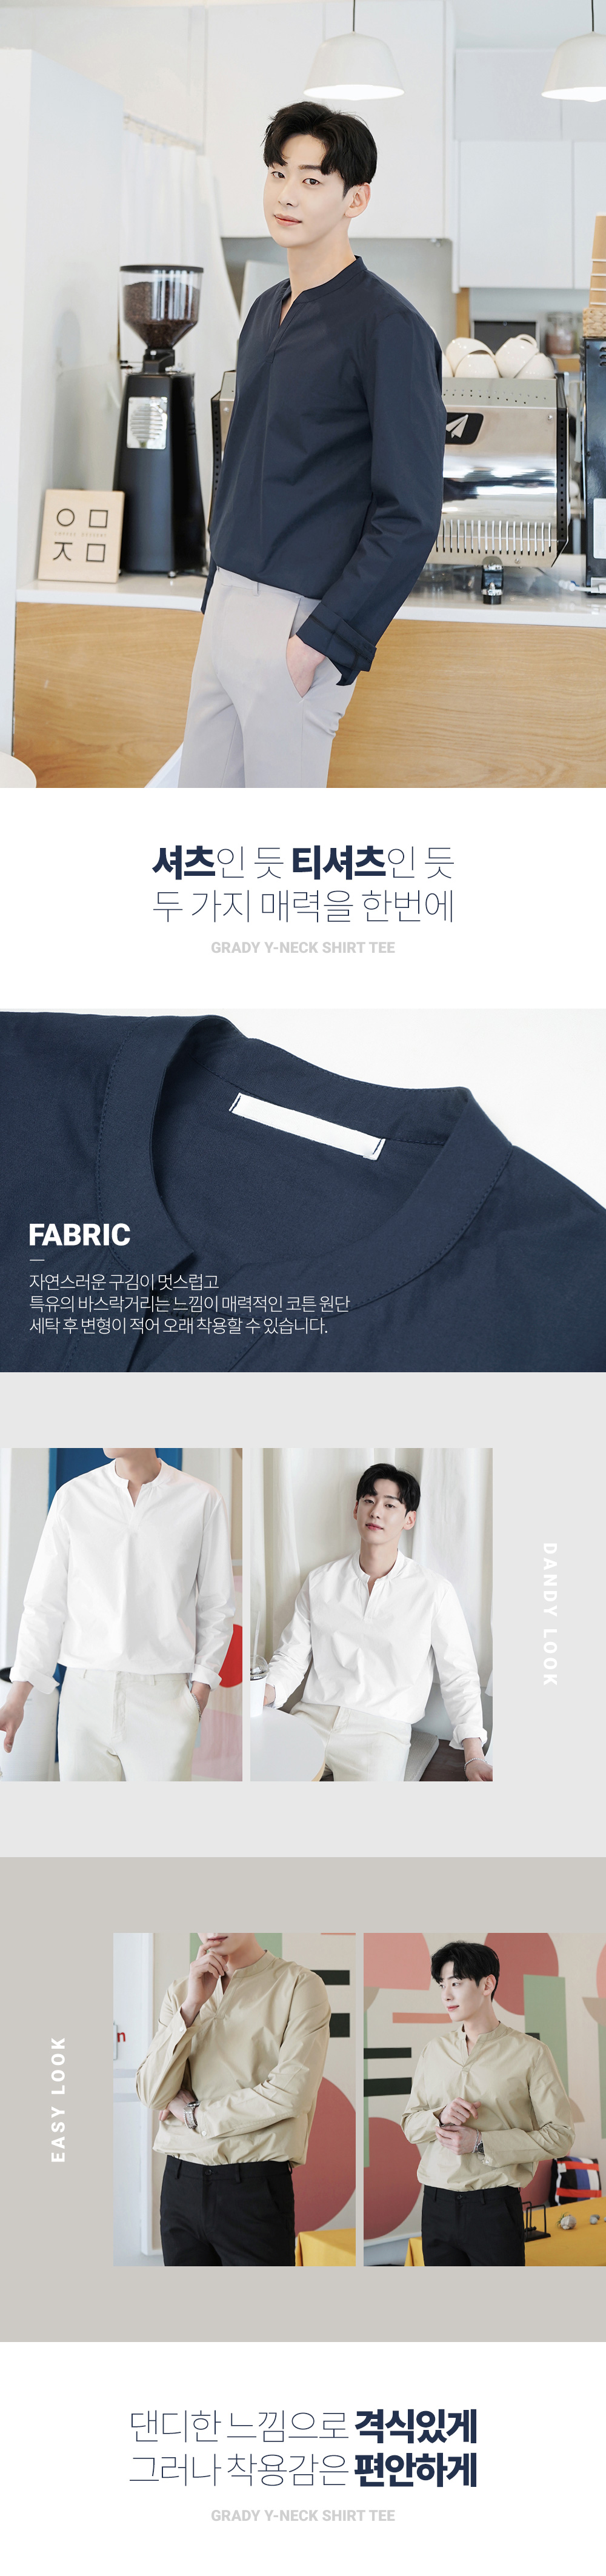 셔츠인 듯 티셔츠인 듯
두 가지 매력을 한번에
GRADY Y-NECK SHIRT TEE
FABRIC
자연스러운 구김이 멋스럽고
특유의 바스락거리는 느낌이 매력적인 코튼 원단
세탁 후 변형이 적어 오래 착용할 수 있습니다.
DANDY LOOK
EASY LOOK
댄디한 느낌으로 격식있게
그러나 착용감은 편안하게
GRADY Y-NECK SHIRT TEE